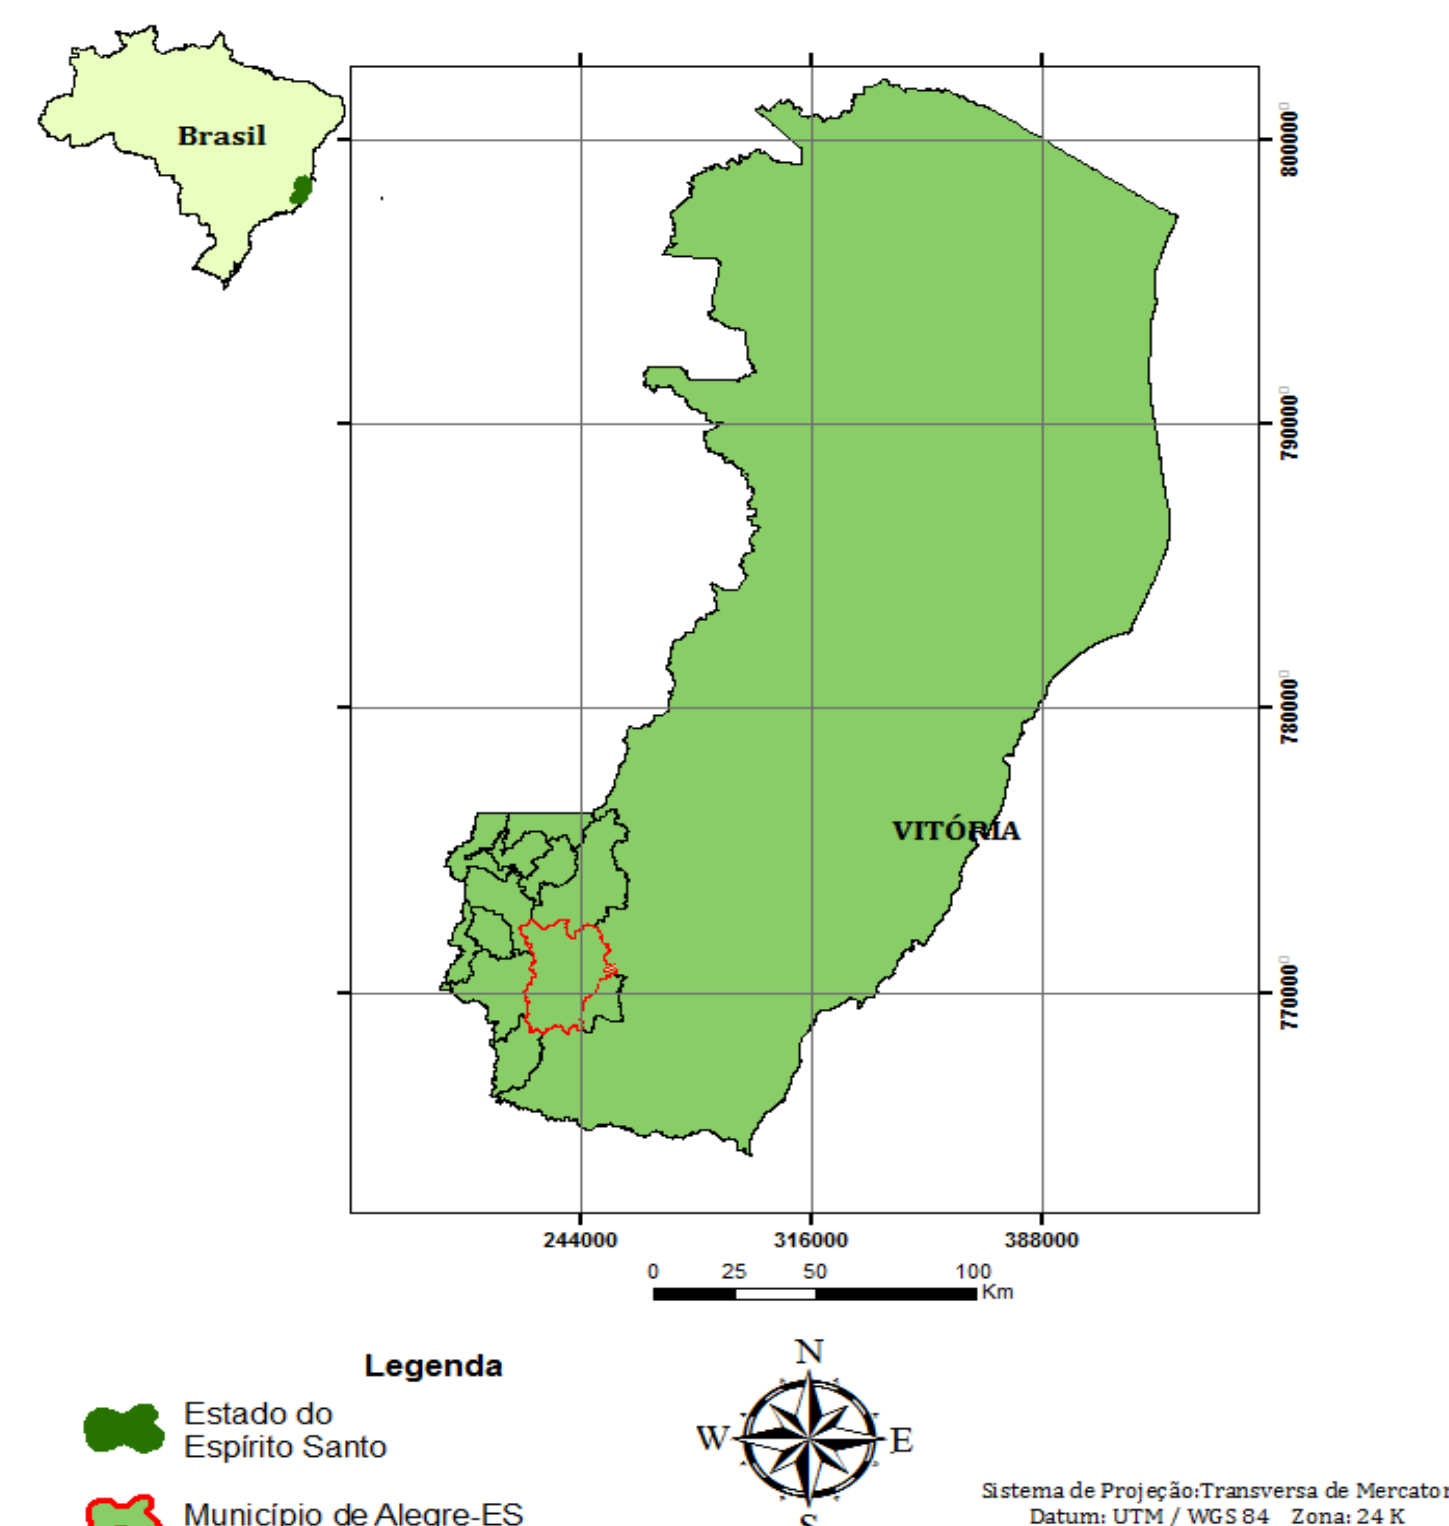 Brasil
800000
790000
780000
770000
VITÓRIA
244000 316000 388000
0 25 50 100
Km
Legenda
Estado do
Espírito Santo
Município de Alegre-ES
N
W E
S
Sistema de Projeção:Transversa de Mercator
Datum: UTM / WGS 84 Zona: 24 K